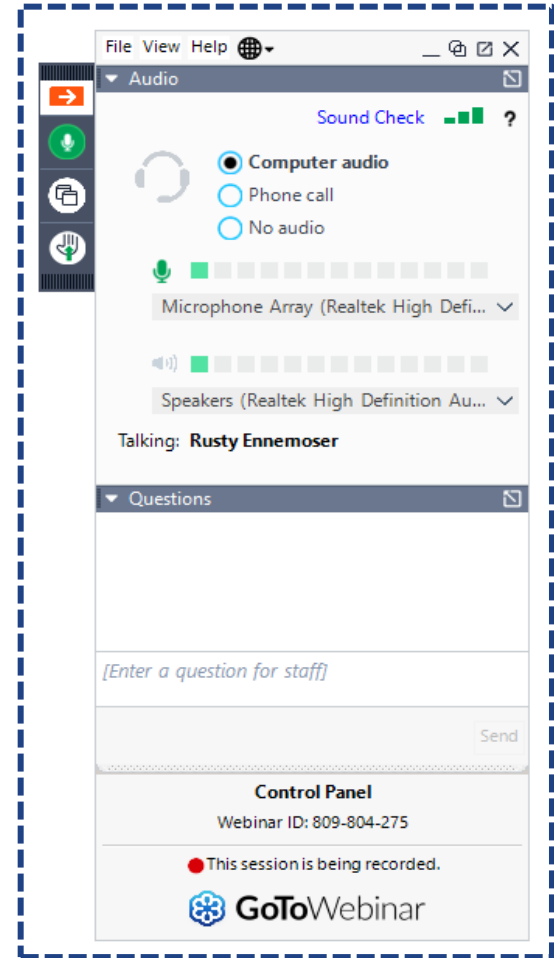 File View Help
Audio
Sound Check ?
Computer audio
Phone call
No audio
Microphone Array (Realtek High Defi...
Speakers (Realtek High Definition Au...
Talking: Rusty Ennemoser
Questions
[Enter a question for staff]
Send
Control Panel
Webinar ID: 809-804-275
This session is being recorded.
GoToWebinar